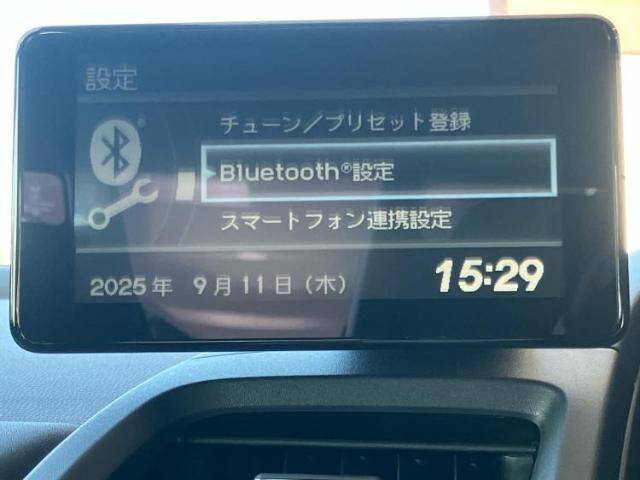 設定
チューン／プリセット登録
Bluetooth®設定
スマートフォン連携設定
2025年 9月11日（木） 15:29